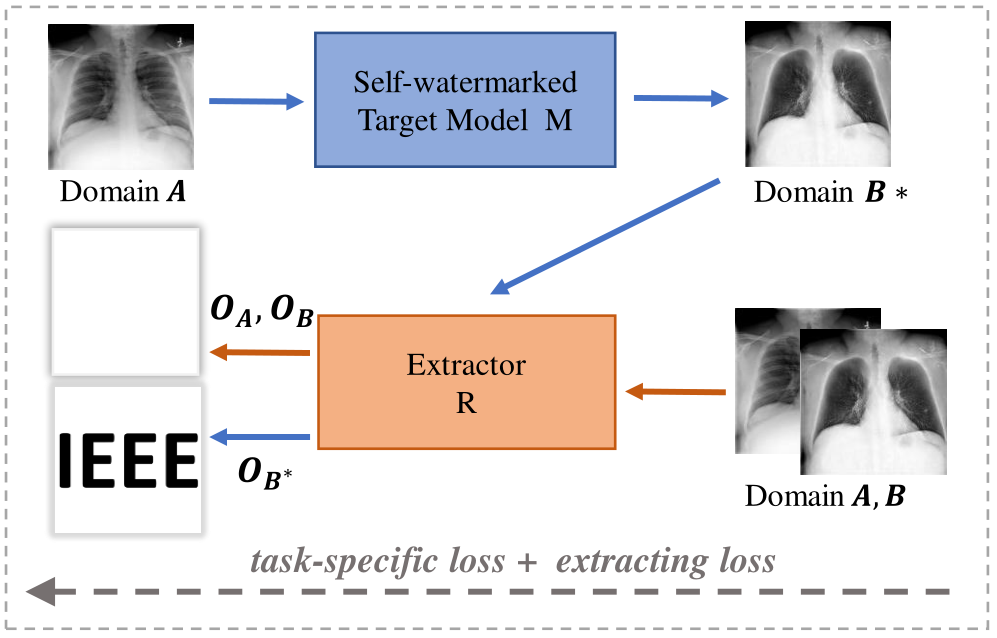 Self-watermarked
Target Model M
Domain A
Domain B *
O_A, O_B
Extractor
R
IEEE
O_B*
Domain A, B
task-specific loss + extracting loss